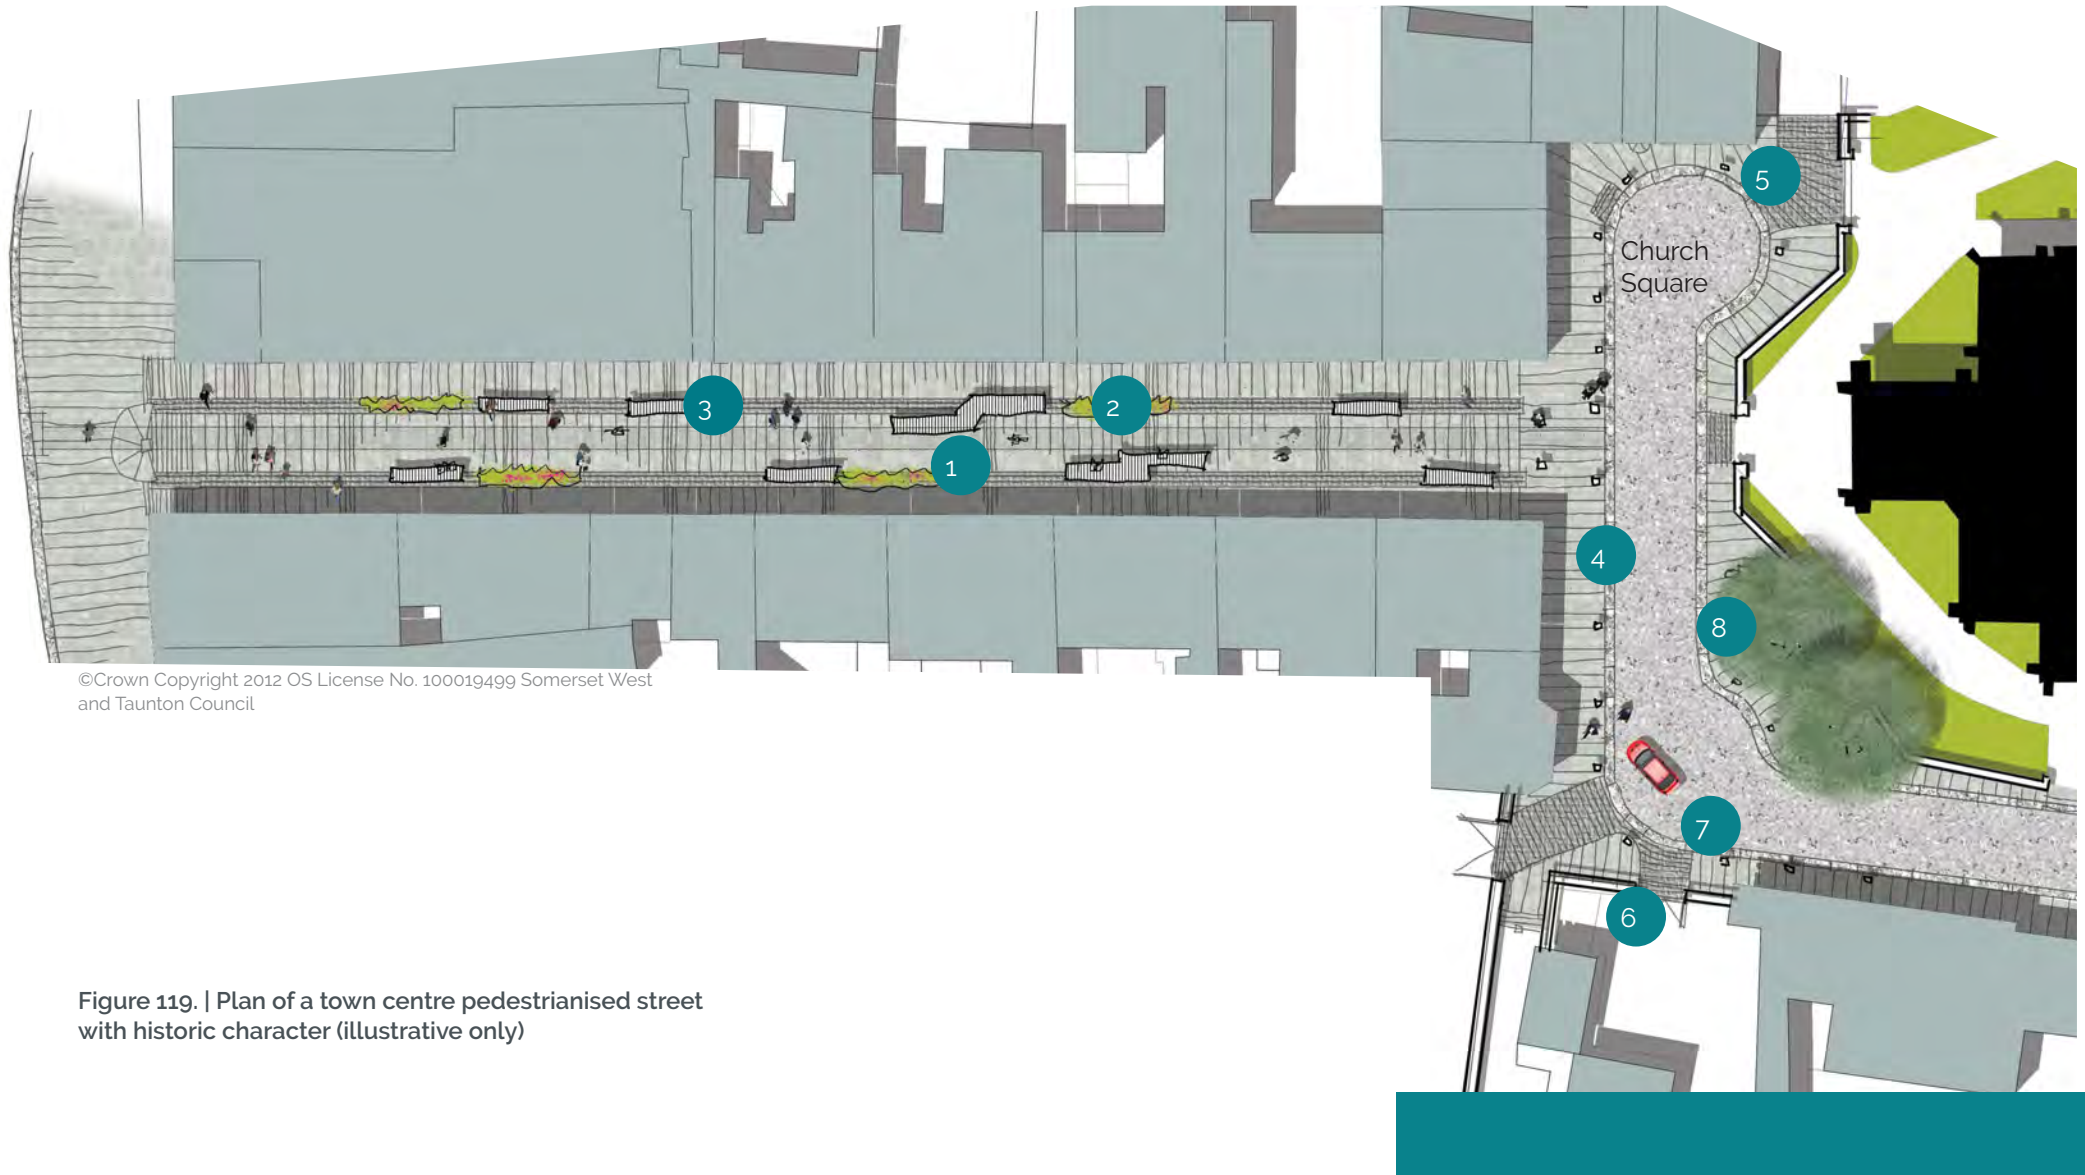 5
Church
Square
3
2
1
4
8
©Crown Copyright 2012 OS License No. 100019499 Somerset West
and Taunton Council
7
6
Figure 119. | Plan of a town centre pedestrianised street
with historic character (illustrative only)